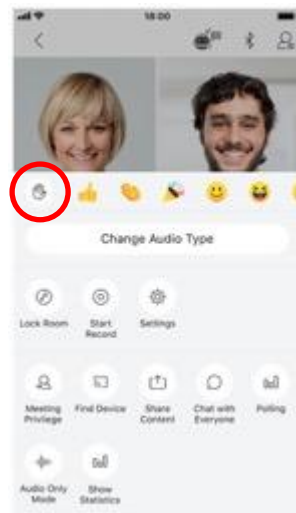 18:00
Change Audio Type
Lock Room
Start Record
Settings
Meeting Privilege
Find Device
Share Content
Chat with Everyone
Polling
Audio Only Mode
Show Statistics